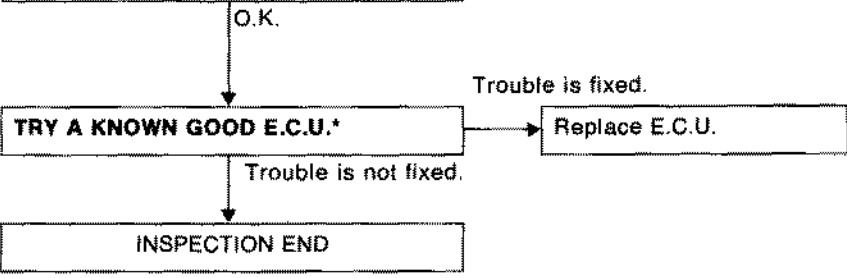 O.K.
Trouble is fixed.
TRY A KNOWN GOOD E.C.U.*
Replace E.C.U.
Trouble is not fixed.
INSPECTION END